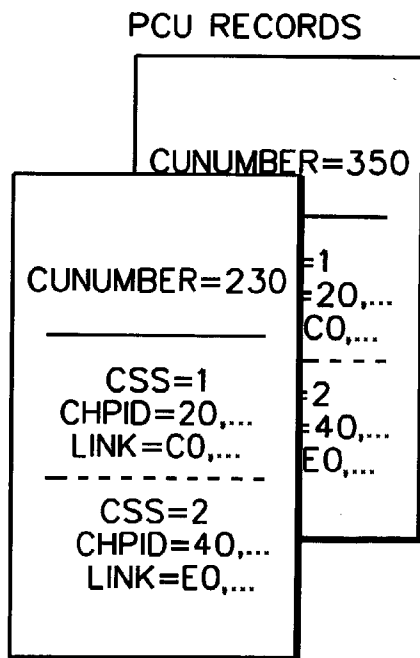 PCU RECORDS
CUNUMBER=350
=1
=20,...
C0,...
=2
=40,...
E0,...
CUNUMBER=230
CSS=1
CHPID=20,...
LINK=C0,...
CSS=2
CHPID=40,...
LINK=E0,...